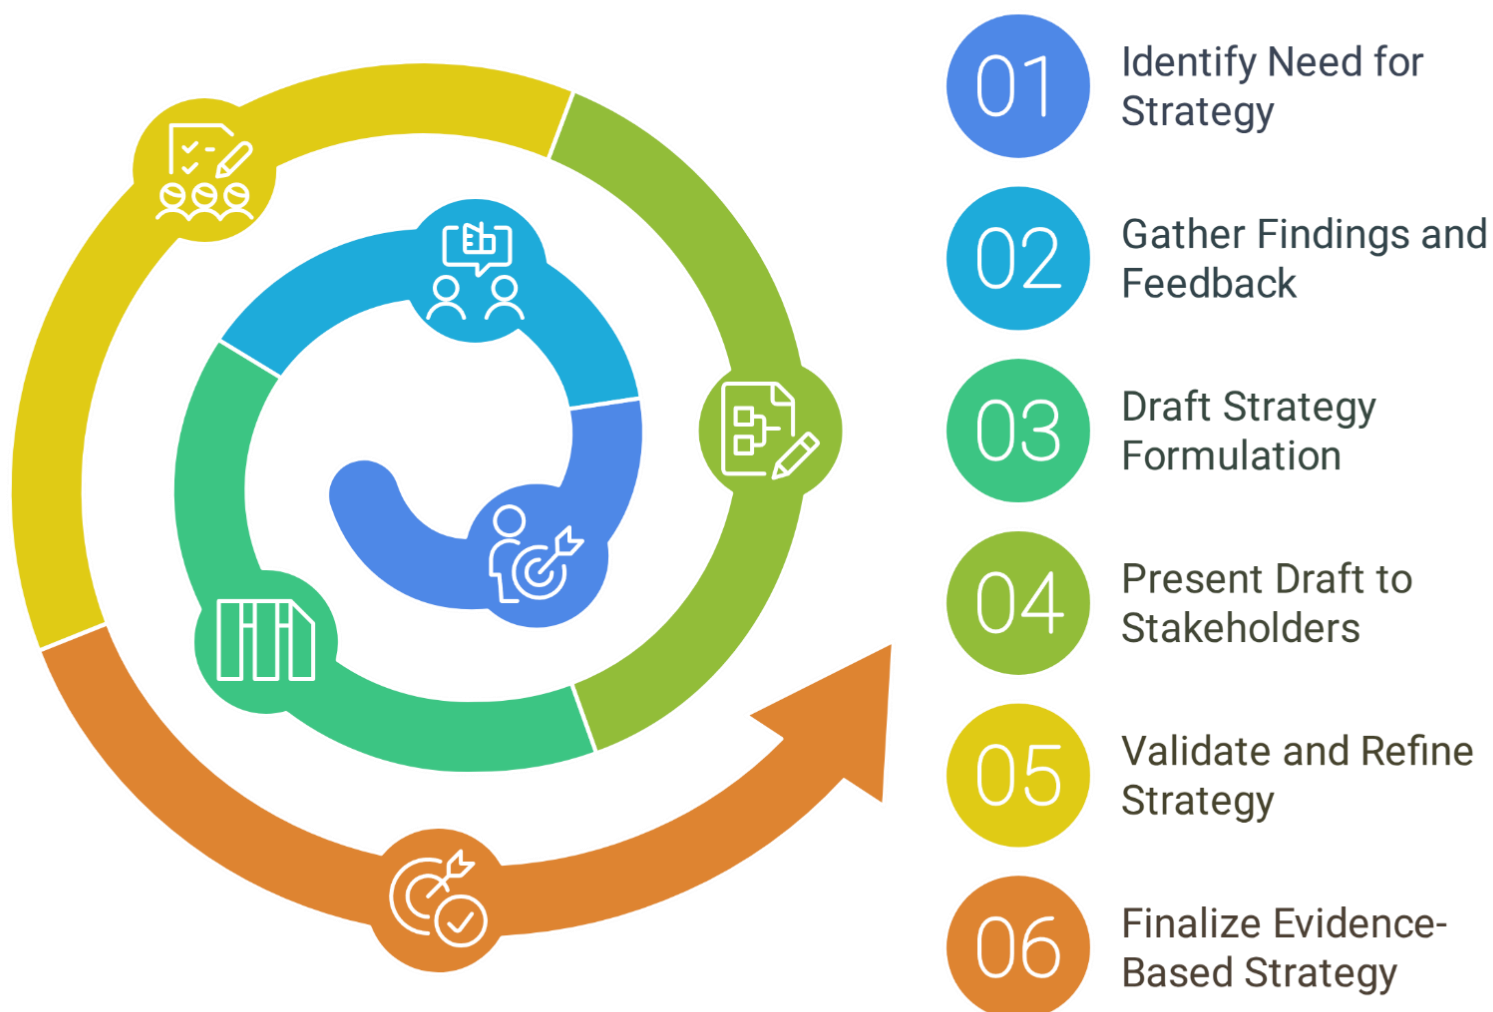 01
Identify Need for
Strategy
02
Gather Findings and
Feedback
03
Draft Strategy
Formulation
04
Present Draft to
Stakeholders
05
Validate and Refine
Strategy
06
Finalize Evidence-
Based Strategy